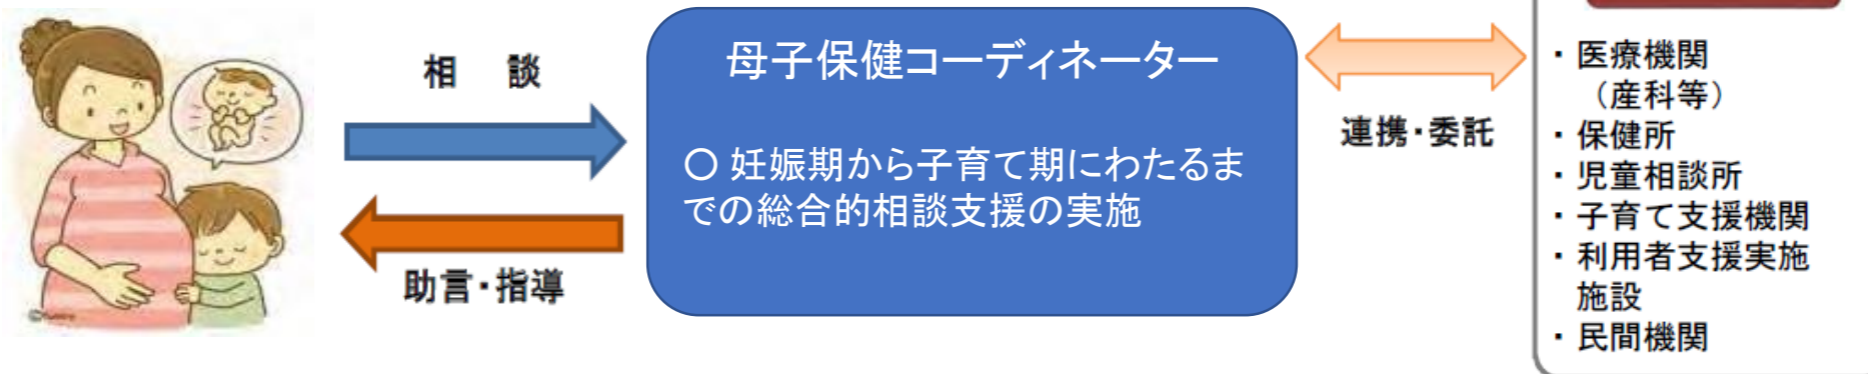 相　談
助言・指導
母子保健コーディネーター
○ 妊娠期から子育て期にわたるま
での総合的相談支援の実施
連携・委託
・医療機関
（産科等）
・保健所
・児童相談所
・子育て支援機関
・利用者支援実施
施設
・民間機関